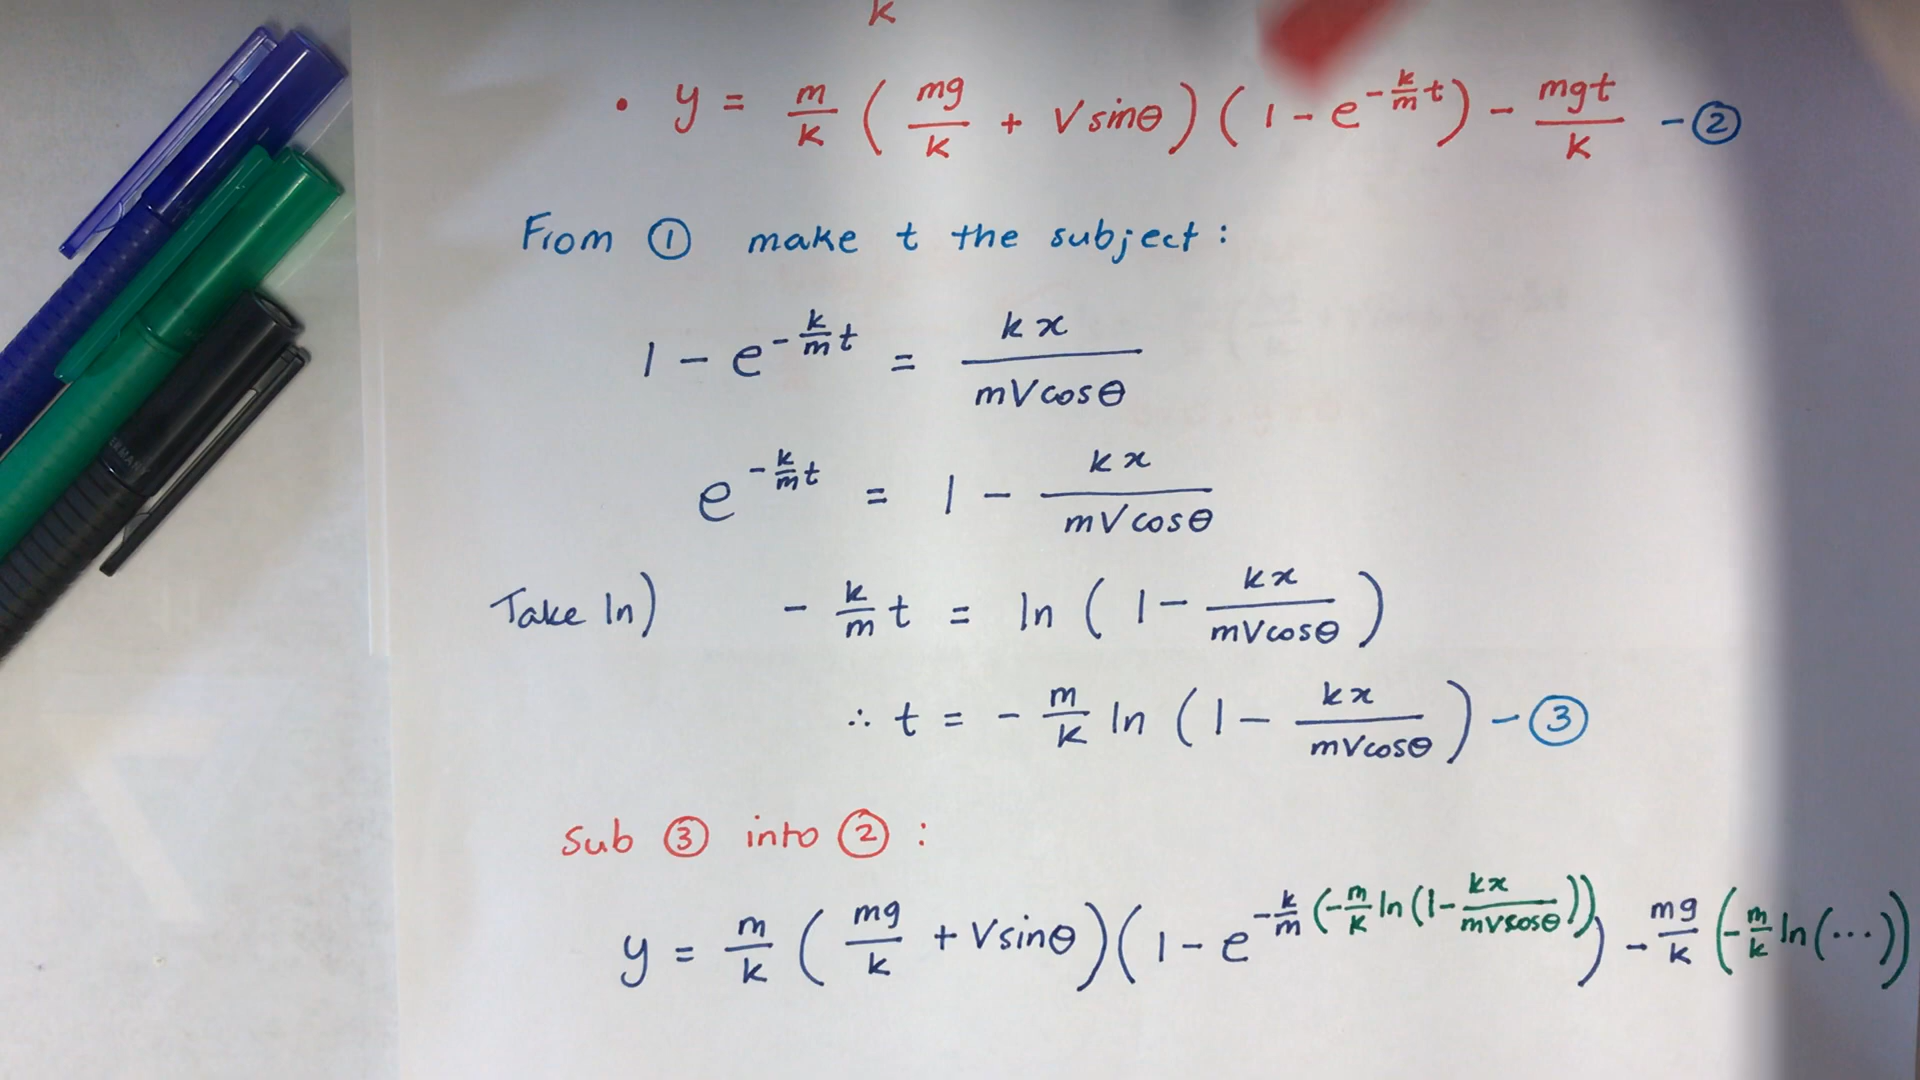 k
• y = m/k ( mg/k + V sinθ ) ( 1 - e^(-k/m t) ) - mgt/k - ②
From ① make t the subject :
1 - e^(-k/m t) = kx / mVcosθ
e^(-k/m t) = 1 - kx / mVcosθ
Take ln) - k/m t = ln ( 1 - kx / mVcosθ )
∴ t = - m/k ln ( 1 - kx / mVcosθ ) - ③
Sub ③ into ② :
y = m/k ( mg/k + Vsinθ ) ( 1 - e^(-k/m (-m/k ln (1 - kx / mVcosθ))) ) - mg/k ( -m/k ln (...))